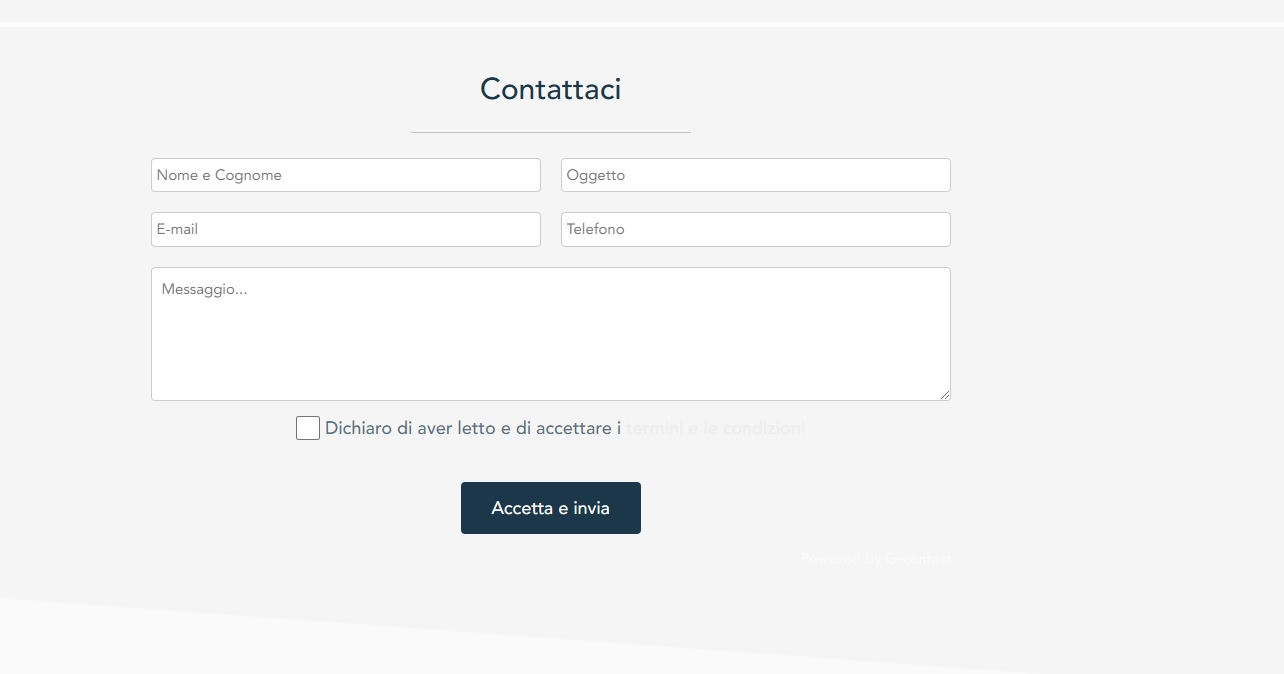 Contattaci
Nome e Cognome
Oggetto
E-mail
Telefono
Messaggio...
Dichiaro di aver letto e di accettare i termini e le condizioni
Accetta e invia
Powered by G-contact